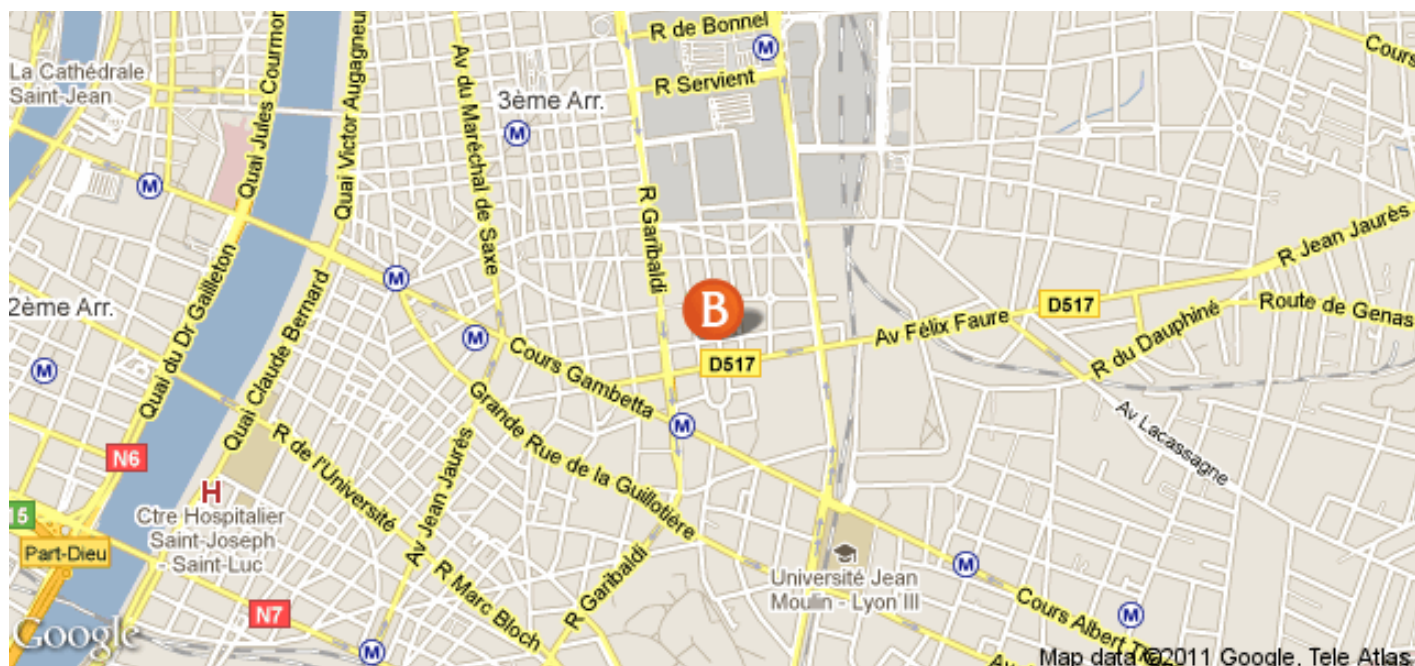 R de Bonnel
M
Cours
La Cathédrale
Saint-Jean
Quai Jules Courmon
Quai Victor Augagneur
Av du Maréchal de Saxe
R Servient
3ème Arr.
M
M
R Garibaldi
R Jean Jaurès
Quai du Dr Gailleton
Quai Claude Bernard
M
2ème Arr.
B
D517
Route de Genas
Av Félix Faure
R du Dauphiné
M
Cours Gambetta
D517
M
Grande Rue de la Guillotière
M
Av Lacassagne
N6
R de l'Université
Av Jean Jaurès
H
Ctre Hospitalier
Saint-Joseph
- Saint-Luc
15
Part-Dieu
R Marc Bloch
R Garibaldi
Université Jean
Moulin - Lyon III
M
Cours Albert T
N7
M
M
Av
Google
Map data ©2011 Google, Tele Atlas